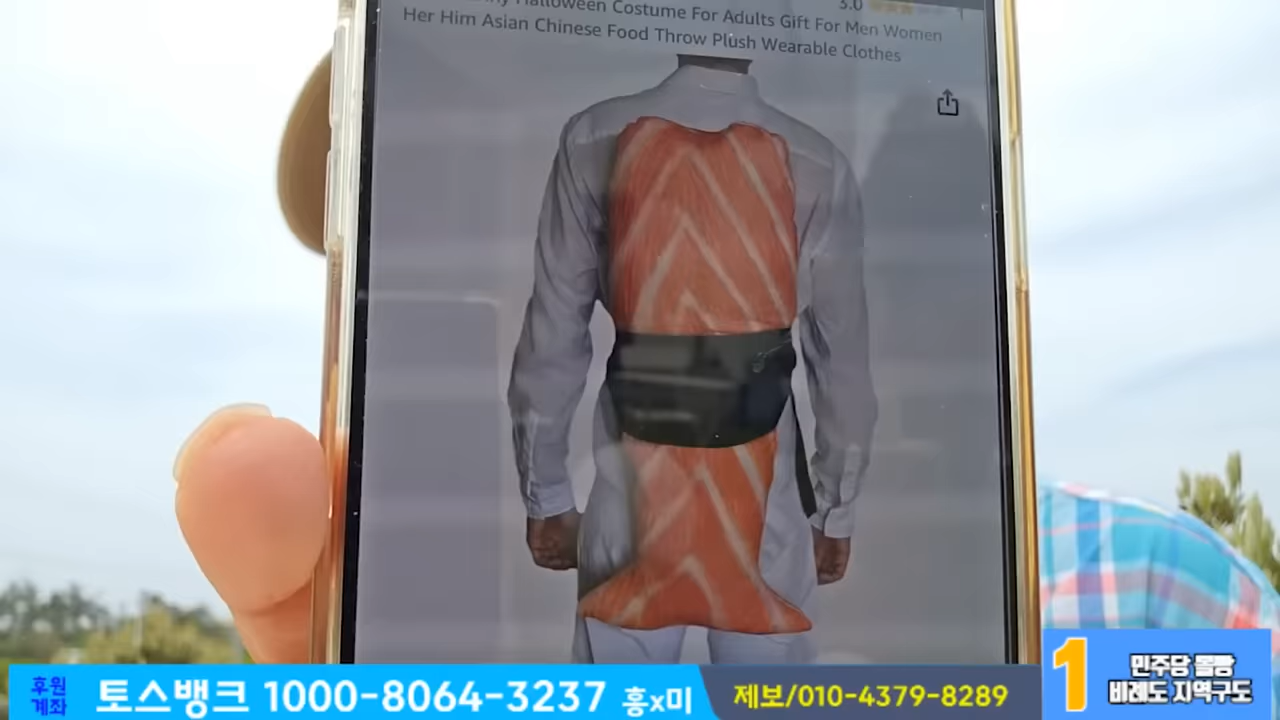 Halloween Costume For Adults Gift For Men Women
3.0
Her Him Asian Chinese Food Throw Plush Wearable Clothes
후원
계좌
토스뱅크 1000-8064-3237 홍x미
제보/010-4379-8289
1
민주당 몰빵
비례도 지역구도